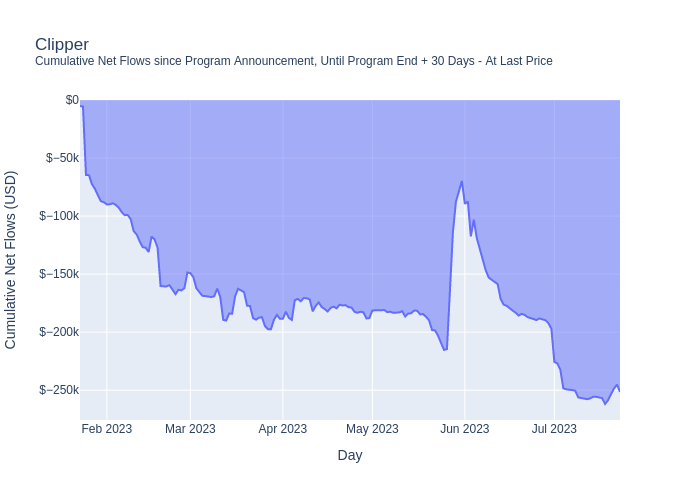 Clipper
Cumulative Net Flows since Program Announcement, Until Program End + 30 Days - At Last Price
Cumulative Net Flows (USD)
$0
$−50k
$−100k
$−150k
$−200k
$−250k
Feb 2023
Mar 2023
Apr 2023
May 2023
Jun 2023
Jul 2023
Day